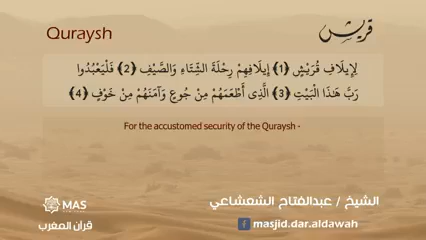 Quraysh
قريش
لِإِيلَافِ قُرَيْشٍ ﴿1﴾ إِيلَافِهِمْ رِحْلَةَ الشِّتَاءِ وَالصَّيْفِ ﴿2﴾ فَلْيَعْبُدُوا
رَبَّ هَذَا الْبَيْتِ ﴿3﴾ الَّذِي أَطْعَمَهُمْ مِنْ جُوعٍ وَآمَنَهُمْ مِنْ خَوْفٍ ﴿4﴾
For the accustomed security of the Quraysh -
الشيخ / عبدالفتاح الشعشاعي
MAS
masjid.dar.aldawah
قرآن المغرب